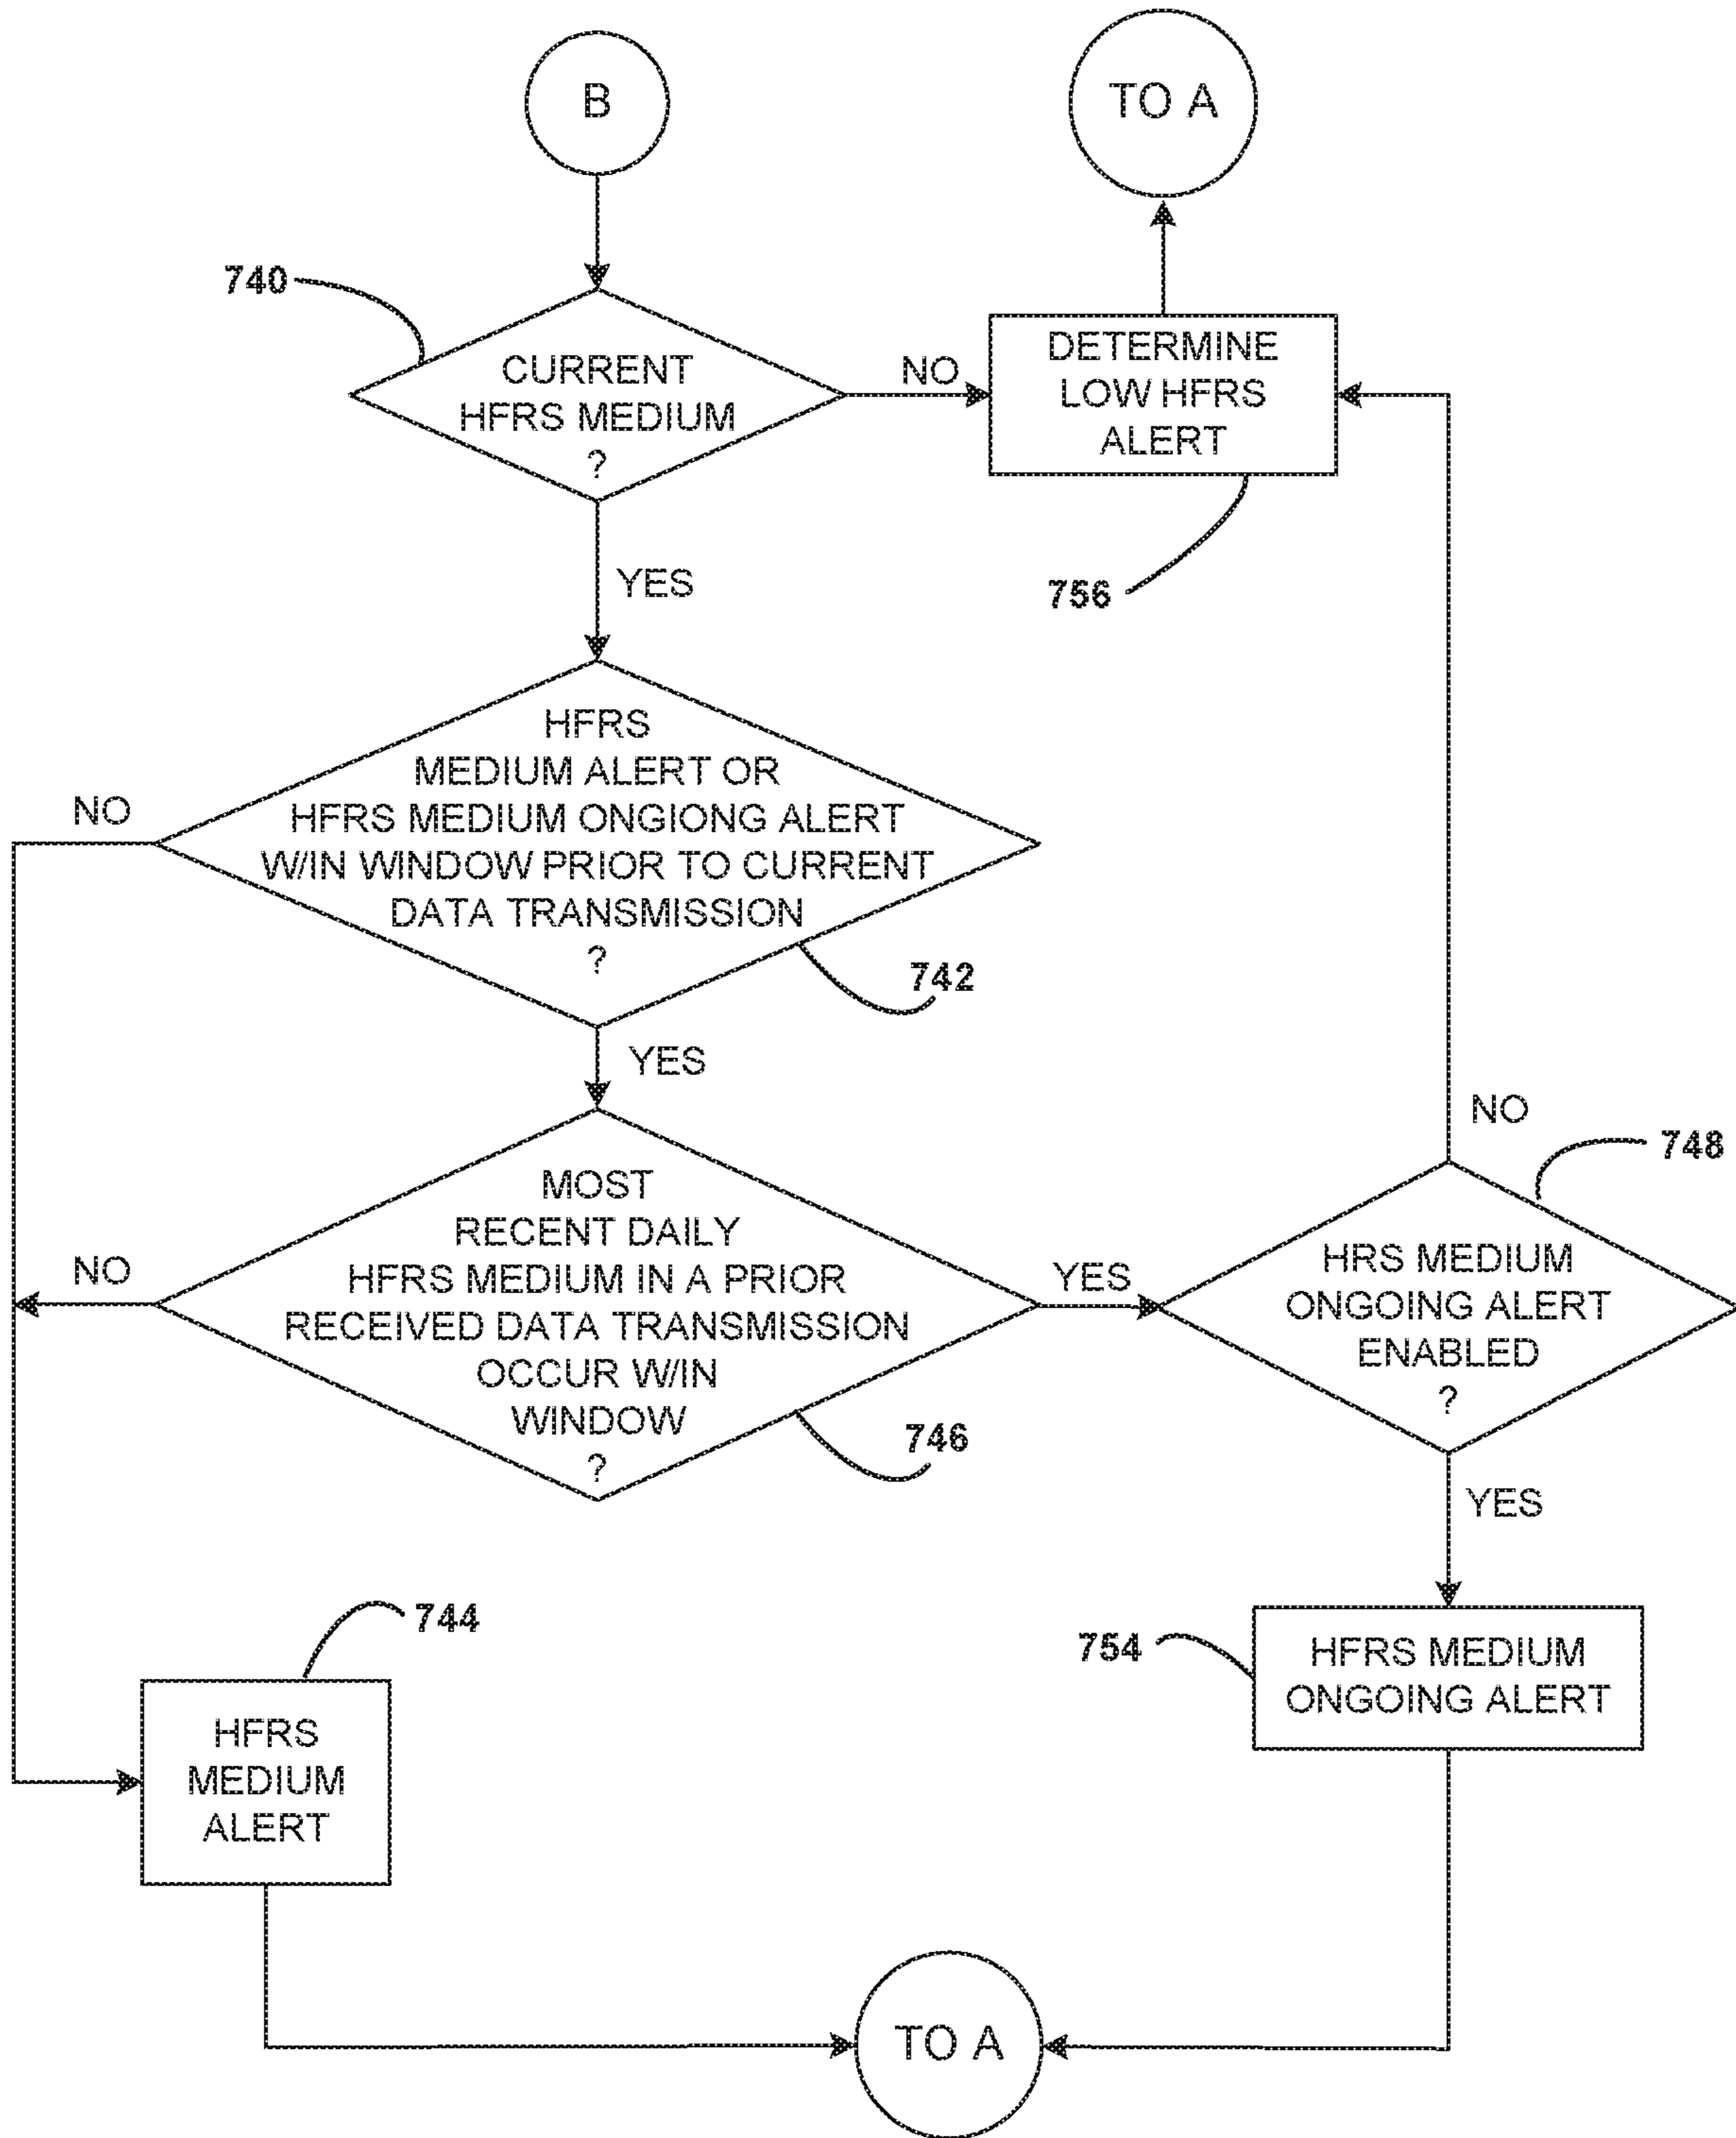 B
TO A
740
CURRENT
HFRS MEDIUM
?
NO
DETERMINE
LOW HFRS
ALERT
756
YES
HFRS
MEDIUM ALERT OR
HFRS MEDIUM ONGIONG ALERT
W/IN WINDOW PRIOR TO CURRENT
DATA TRANSMISSION
?
NO
742
YES
MOST
RECENT DAILY
HFRS MEDIUM IN A PRIOR
RECEIVED DATA TRANSMISSION
OCCUR W/IN
WINDOW
?
NO
YES
746
NO
748
HRS MEDIUM
ONGOING ALERT
ENABLED
?
YES
744
HFRS
MEDIUM
ALERT
754
HFRS MEDIUM
ONGOING ALERT
TO A